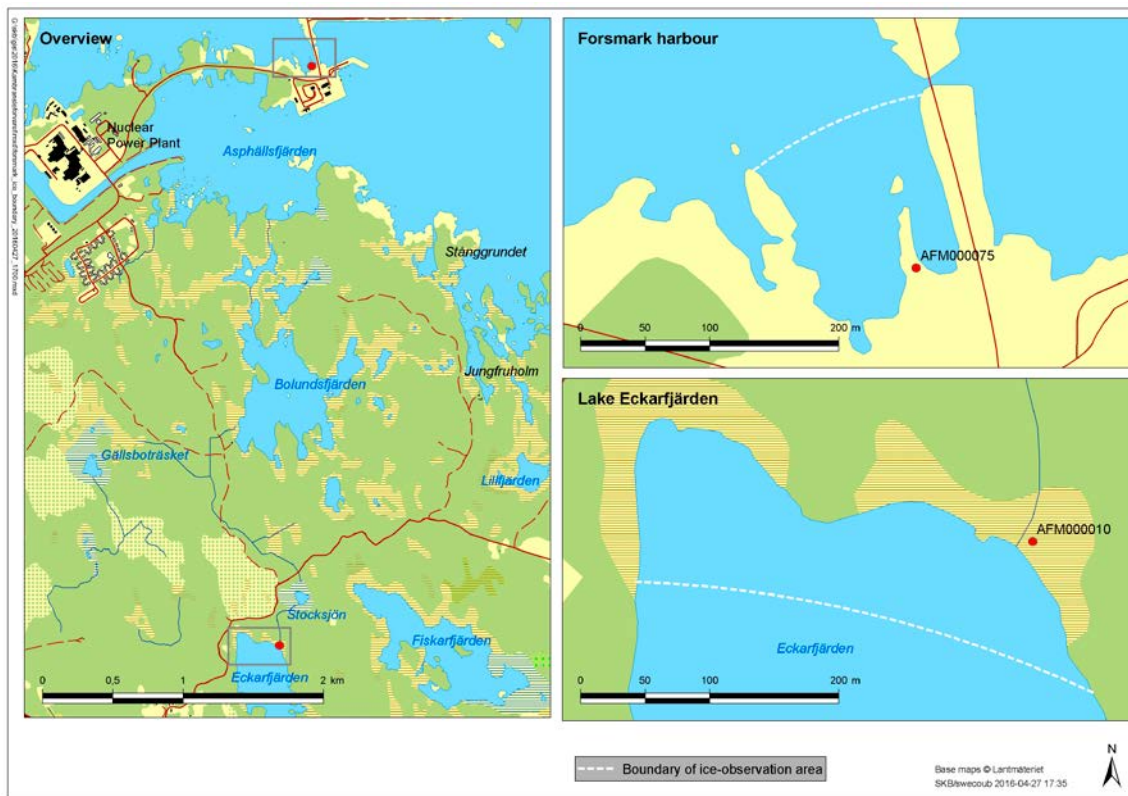 Overview
Nuclear
Power Plant
Asphällsfjärden
Stånggrundet
Jungfruholm
Bolundsfjärden
Gällsboträsket
Lillfjärden
Stocksjön
Fiskarfjärden
Eckarfjärden
0 0,5 1 2 km
Forsmark harbour
AFM000075
0 50 100 200 m
Lake Eckarfjärden
AFM000010
Eckarfjärden
0 50 100 200 m
Boundary of ice-observation area
N
Base maps © Lantmäteriet
SKB/swecoub 2016-04-27 17:35